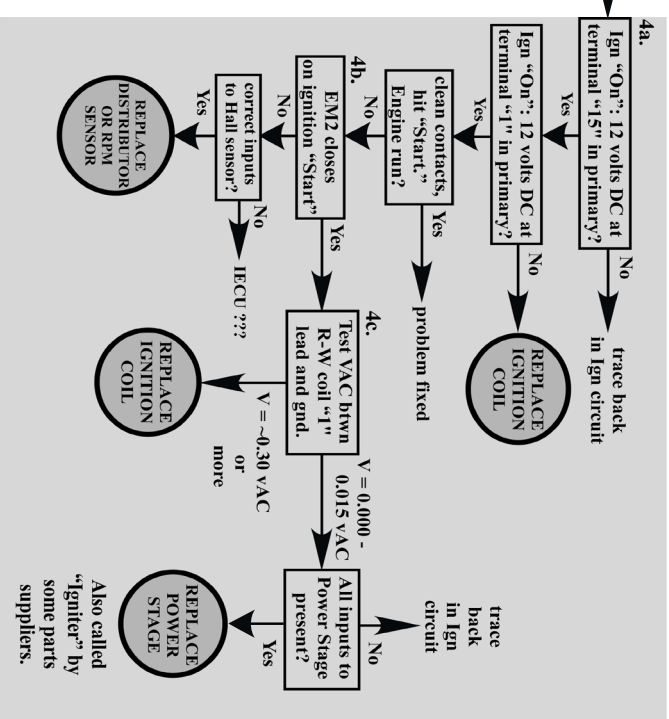 4a.
Ign “On”: 12 volts DC at
terminal “15” in primary?
No
trace back
in Ign circuit
Yes
Ign “On”: 12 volts DC at
terminal “1" in primary?
No
REPLACE
IGNITION
COIL
Yes
clean contacts,
hit “Start.”
Engine run?
Yes
problem fixed
No
4b.
EM2 closes
on ignition “Start”
Yes
No
correct inputs
to Hall sensor?
No
IECU ???
Yes
REPLACE
DISTRIBUTOR
OR RPM
SENSOR
4c.
Test VAC btwn
R-W coil “1"
lead and gnd.
V = ~0.30 vAC
or
more
REPLACE
IGNITION
COIL
V = 0.000 -
0.015 vAC
All inputs to
Power Stage
present?
No
trace
back
in Ign
circuit
Yes
REPLACE
POWER
STAGE
Also called
“Igniter” by
some parts
suppliers.